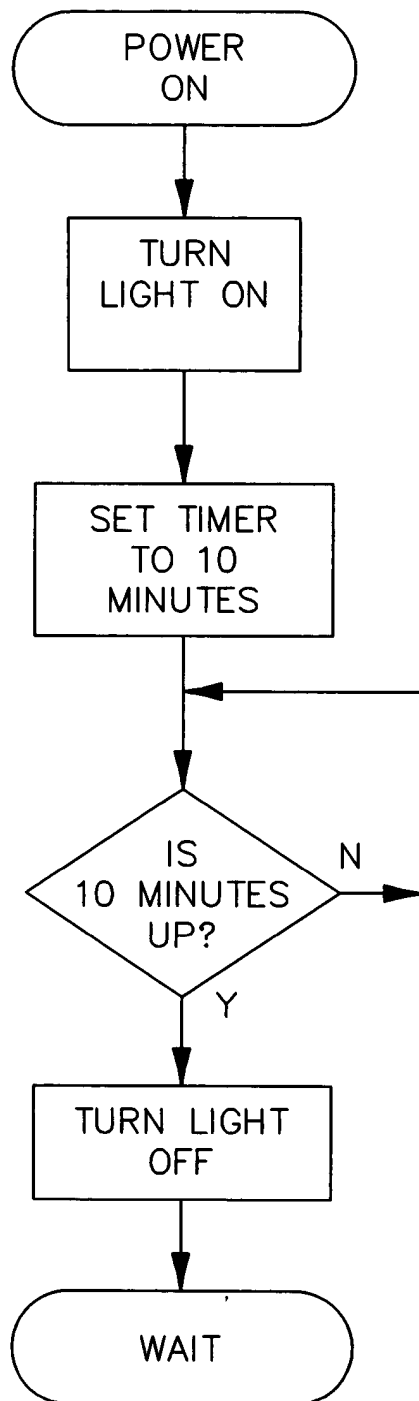 POWER
ON
TURN
LIGHT ON
SET TIMER
TO 10
MINUTES
IS
10 MINUTES
UP?
N
Y
TURN LIGHT
OFF
WAIT